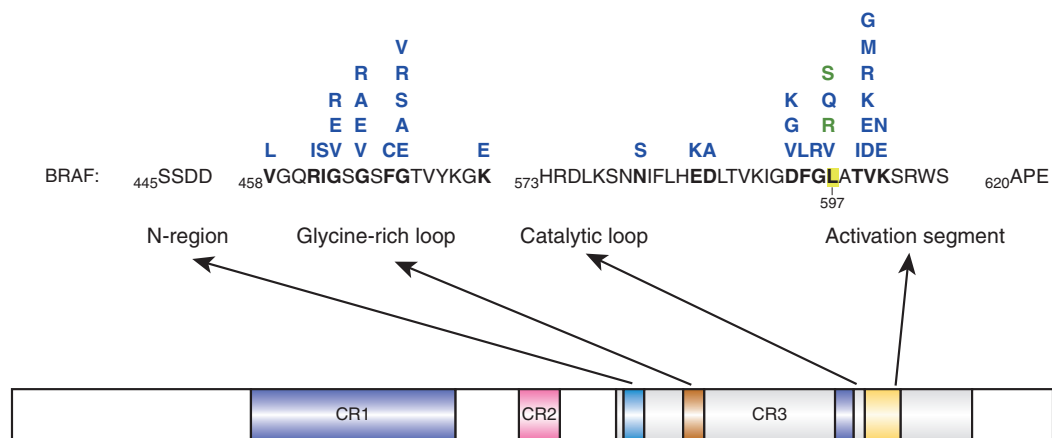 G
V M
R R S R
R A S K Q K
E E A G R EN
L ISV V CE E S KA VLRV IDE
BRAF: 445SSDD 458VGQRIGSGSFGTVYKGK 573HRDLKSNNIFLHEDLTVKIGDFGLATVKSRWS 620APE
597
N-region Glycine-rich loop Catalytic loop Activation segment
CR1 CR2 CR3